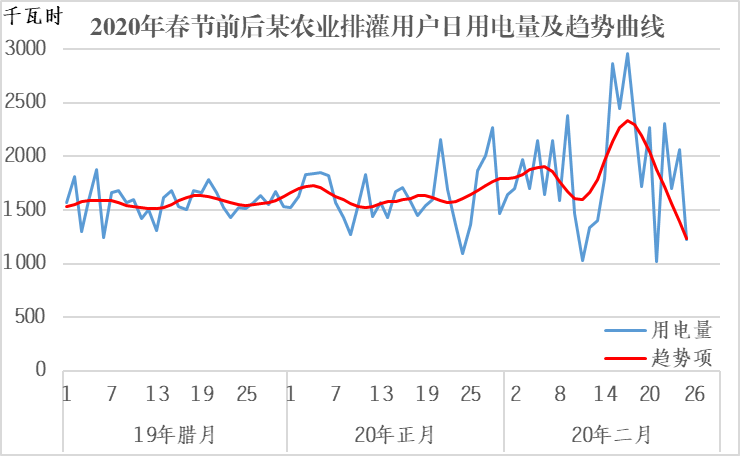 千瓦时
2020年春节前后某农业排灌用户日用电量及趋势曲线
3000
2500
2000
1500
1000
500
0
用电量
趋势项
1 7 13 19 25 1 7 13 19 25 2 8 14 20 26
19年腊月 20年正月 20年二月